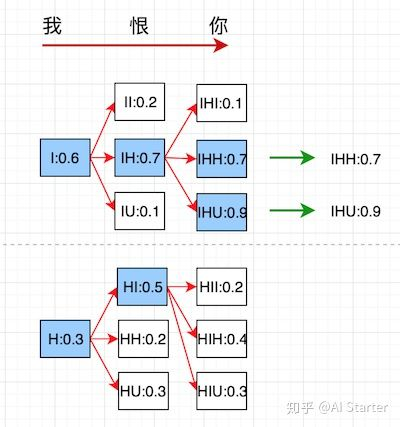 我 恨 你
II:0.2 IHI:0.1
I:0.6 IH:0.7 IHH:0.7 IHH:0.7
IU:0.1 IHU:0.9 IHU:0.9
HI:0.5 HII:0.2
H:0.3 HH:0.2 HIH:0.4
HU:0.3 HIU:0.3
知乎 @AI Starter